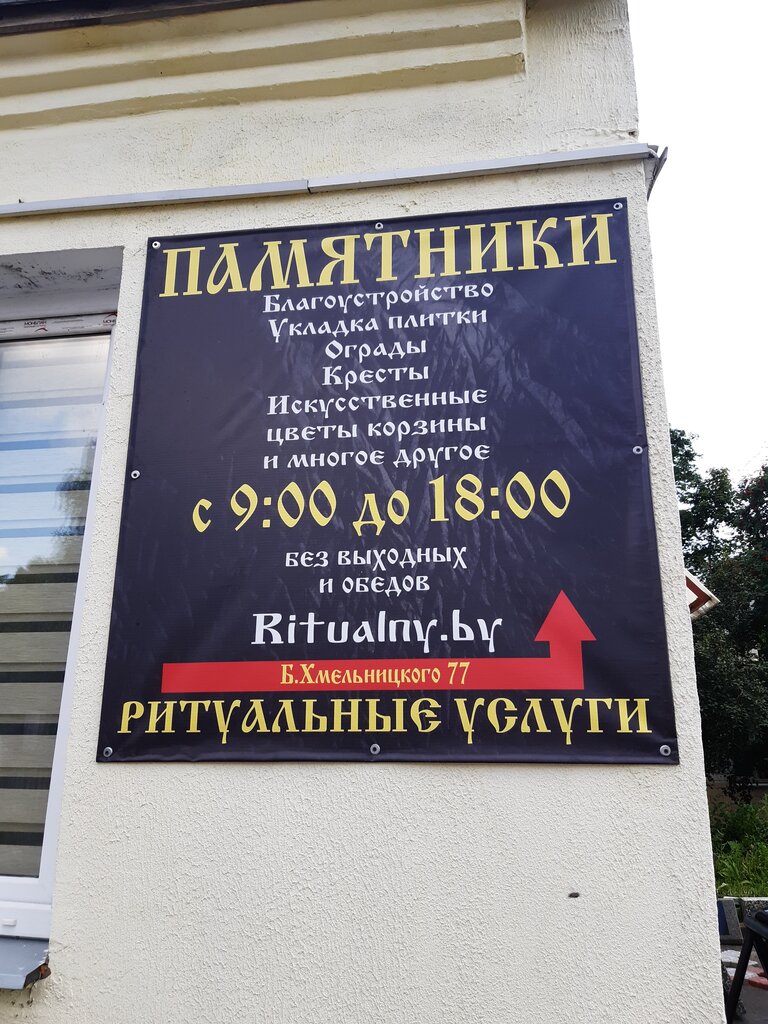 ПАМЯТНИКИ
Благоустройство
Укладка плитки
Ограды
Кресты
Искусственные
цветы корзины
и многое другое
с 9:00 до 18:00
без выходных
и обедов
Ritualny.by
Б.Хмельницкого 77
РИТУАЛЬНЫЕ УСЛУГИ